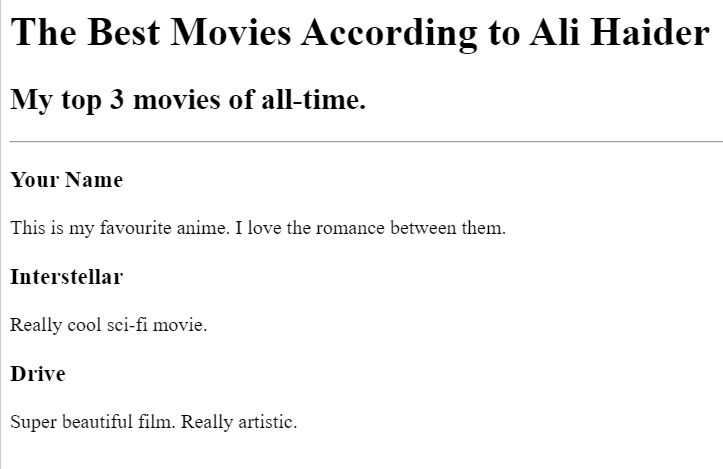 The Best Movies According to Ali Haider
My top 3 movies of all-time.
Your Name
This is my favourite anime. I love the romance between them.
Interstellar
Really cool sci-fi movie.
Drive
Super beautiful film. Really artistic.